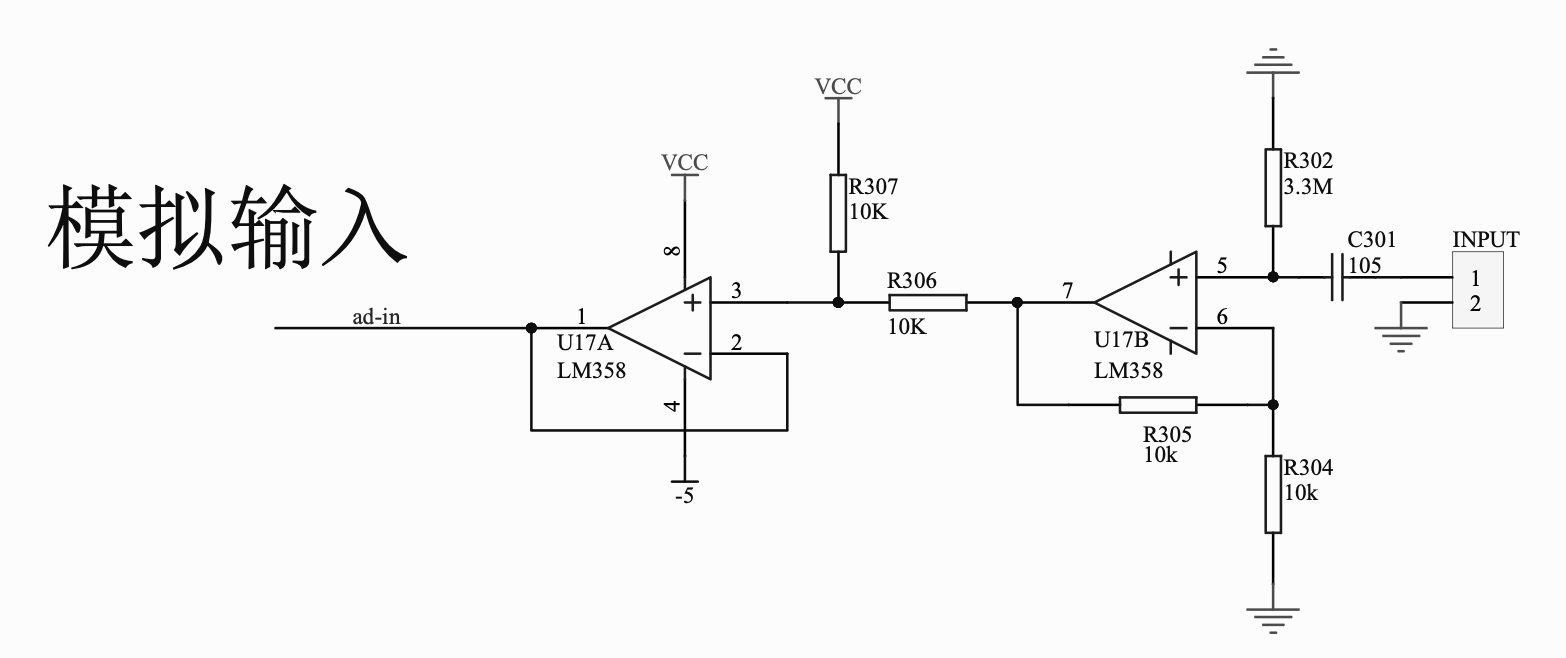 模拟输入
ad-in
VCC
8
1
U17A
LM358
3
2
4
-5
VCC
R307
10K
R306
10K
7
U17B
LM358
5
6
R305
10k
R302
3.3M
C301
105
INPUT
1
2
R304
10k